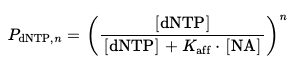 P_{dNTP, n} = ( [dNTP] / ([dNTP] + K_{aff} · [NA]) )^n